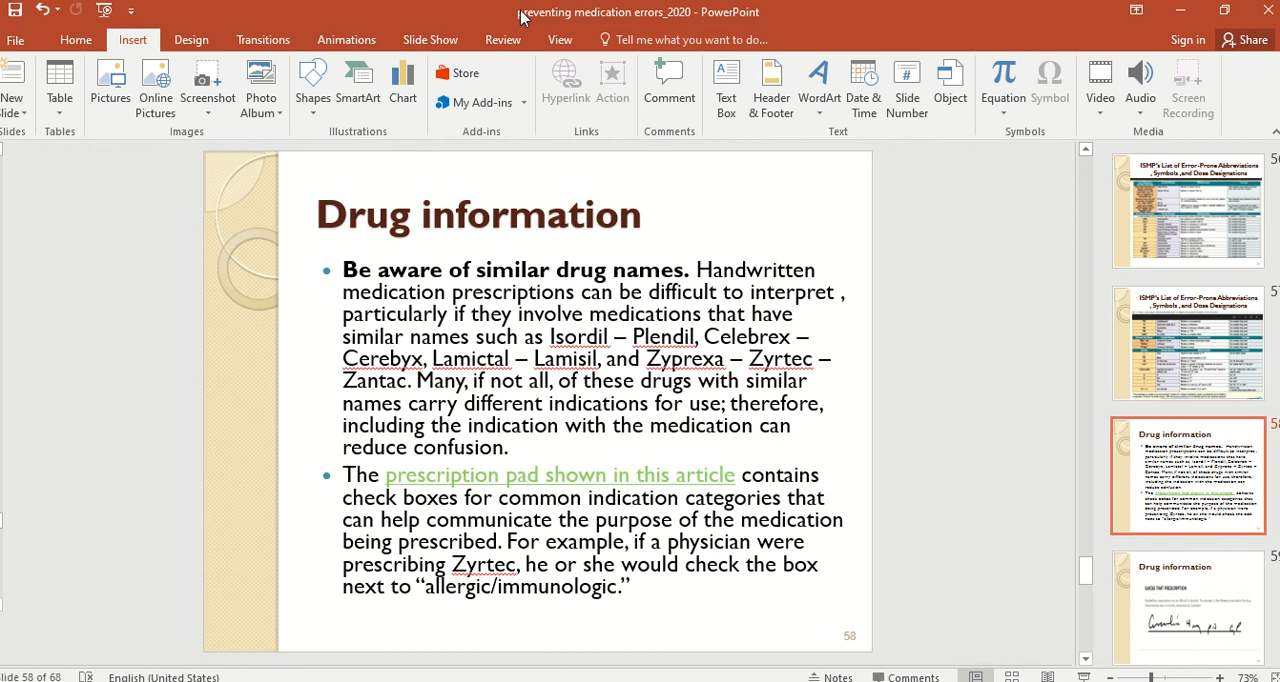 preventing medication errors_2020 - PowerPoint
File Home Insert Design Transitions Animations Slide Show Review View Tell me what you want to do... Sign in Share
New Slide Table Pictures Online Pictures Screenshot Photo Album Shapes SmartArt Chart Store My Add-ins Hyperlink Action Comment Text Box Header & Footer WordArt Date & Time Slide Number Object Equation Symbol Video Audio Screen Recording
Slides Tables Images Illustrations Add-ins Links Comments Text Symbols Media
Drug information
Be aware of similar drug names. Handwritten
medication prescriptions can be difficult to interpret ,
particularly if they involve medications that have
similar names such as Isordil – Plendil, Celebrex –
Cerebyx, Lamictal – Lamisil, and Zyprexa – Zyrtec –
Zantac. Many, if not all, of these drugs with similar
names carry different indications for use; therefore,
including the indication with the medication can
reduce confusion.
The prescription pad shown in this article contains
check boxes for common indication categories that
can help communicate the purpose of the medication
being prescribed. For example, if a physician were
prescribing Zyrtec, he or she would check the box
next to “allergic/immunologic.”
58
ISMP's List of Error-Prone Abbreviations
, Symbols ,and Dose Designations
ISMP's List of Error-Prone Abbreviations
, Symbols ,and Dose Designations
58
Drug information
59
Drug information
GUESS THAT PRESCRIPTION
Slide 58 of 68 English (United States) Notes Comments 73%